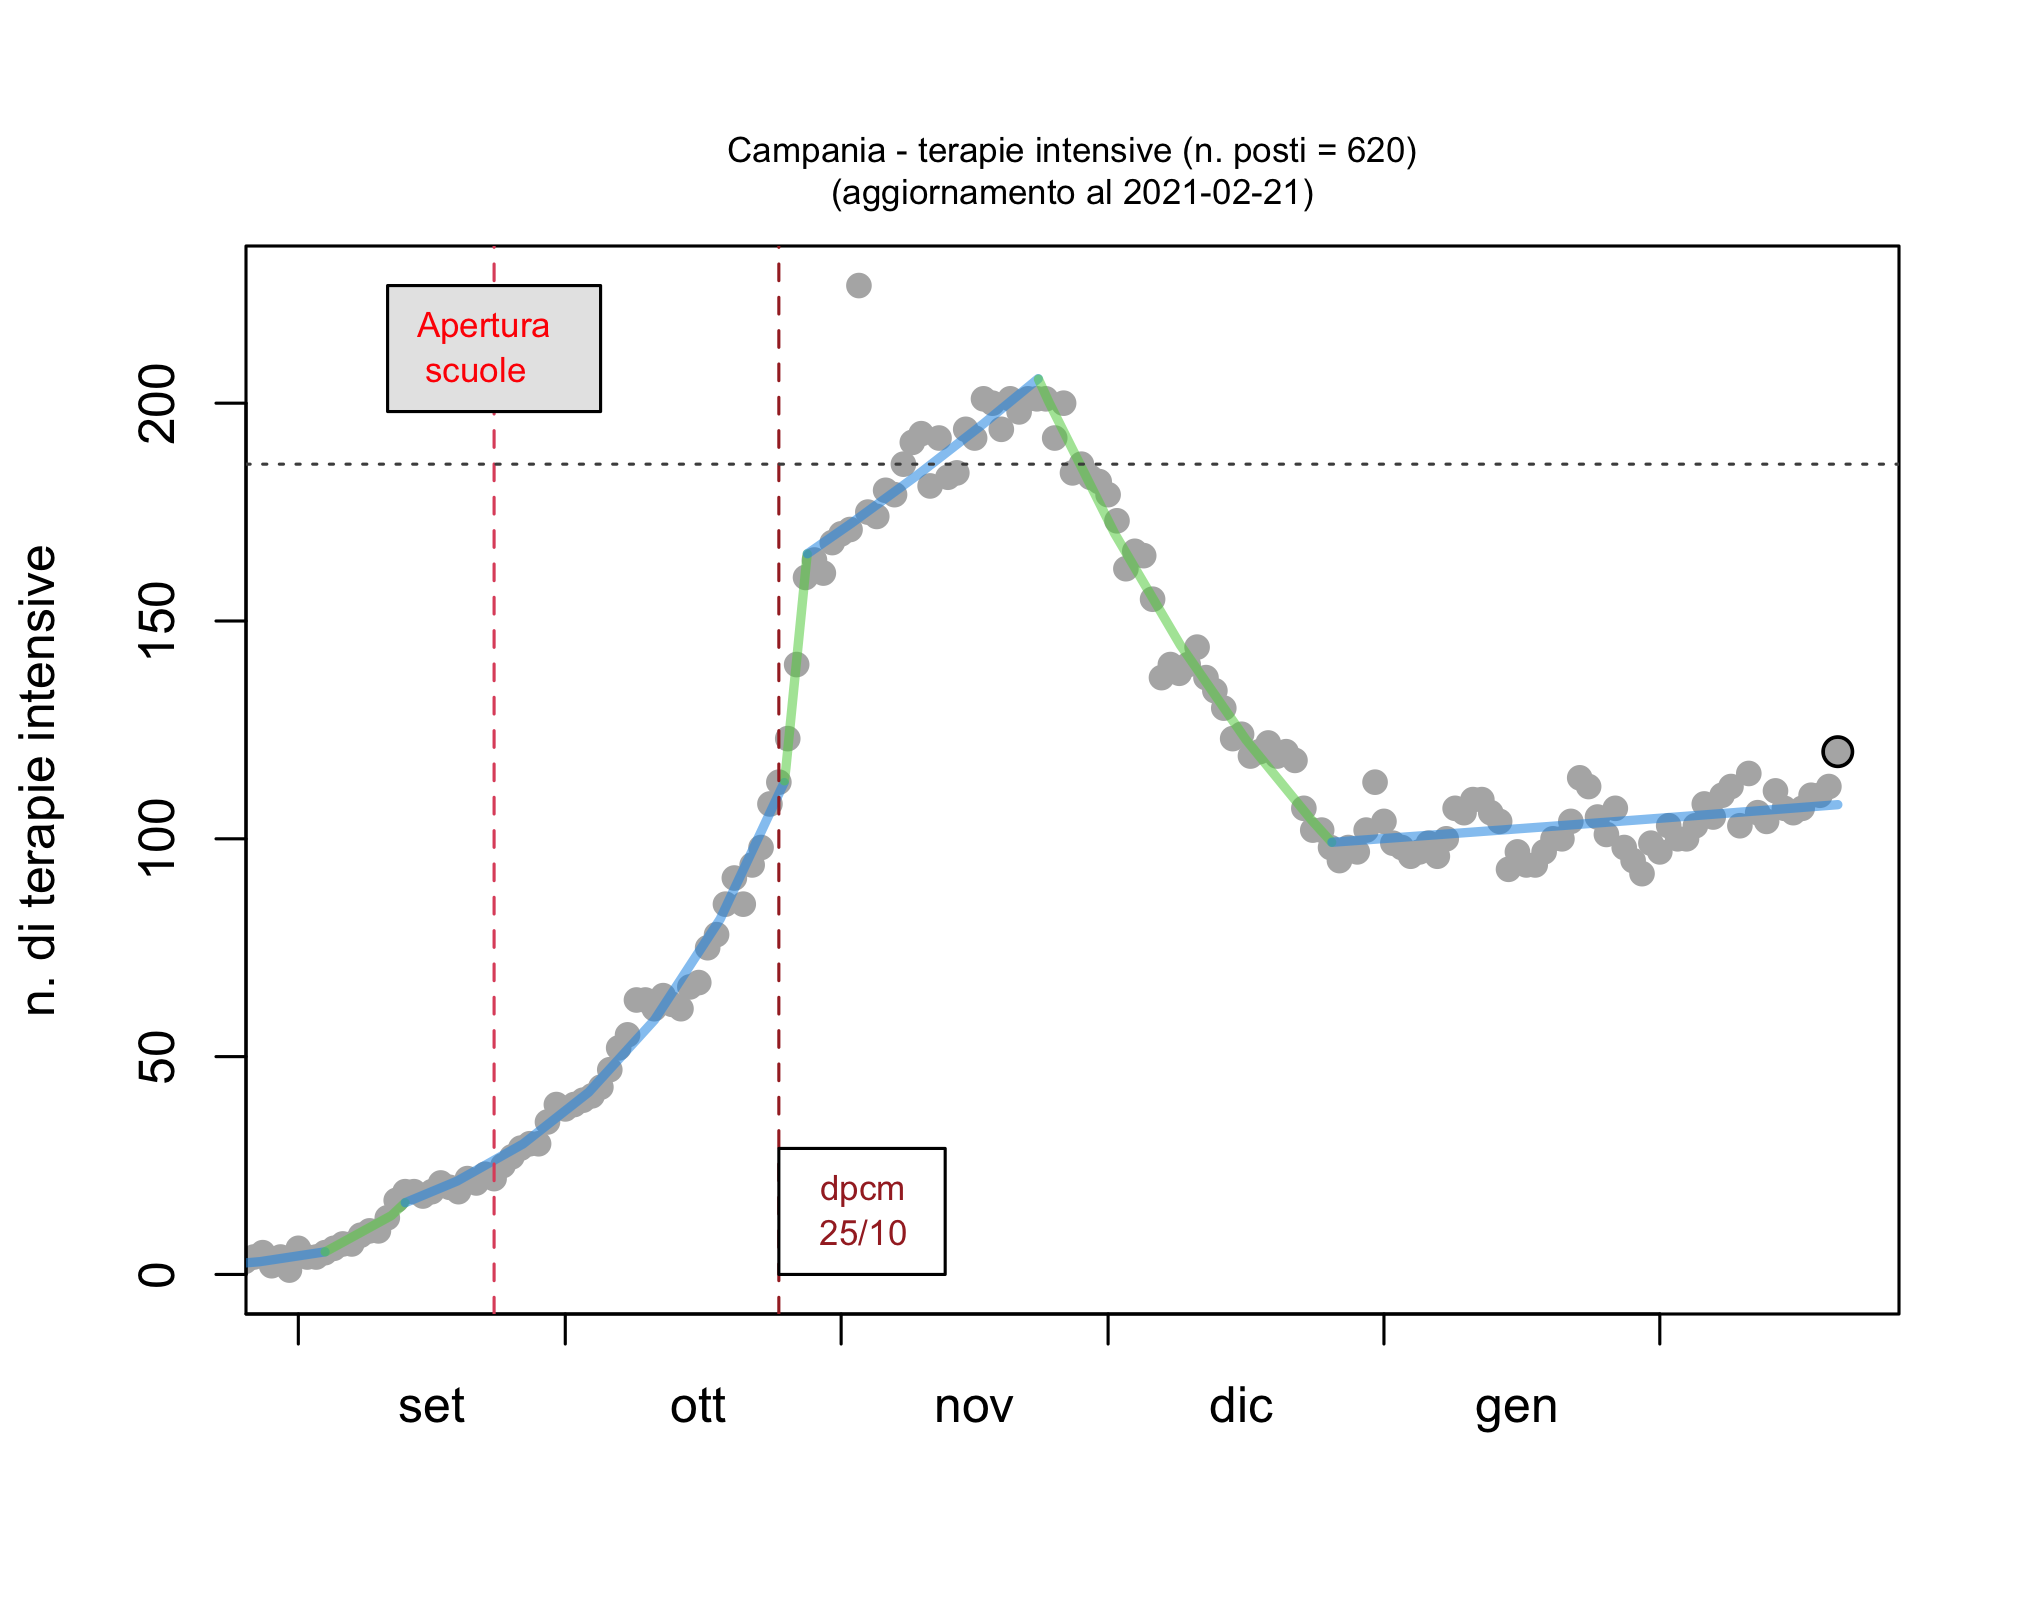 Campania - terapie intensive (n. posti = 620)
(aggiornamento al 2021-02-21)
Apertura
scuole
n. di terapie intensive
200
150
100
50
0
dpcm
25/10
set ott nov dic gen